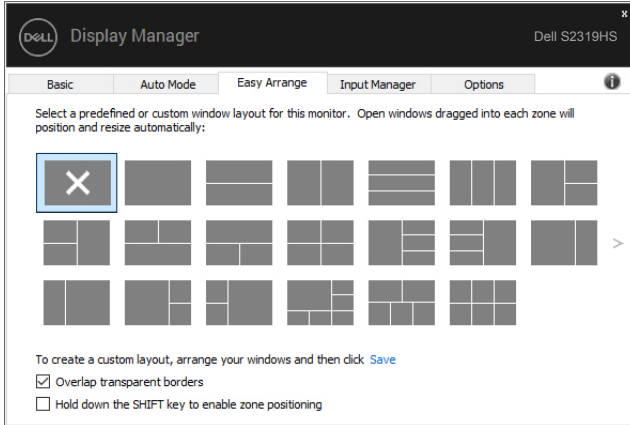 x
DELL Display Manager Dell S2319HS
Basic Auto Mode Easy Arrange Input Manager Options i
Select a predefined or custom window layout for this monitor. Open windows dragged into each zone will
position and resize automatically:
>
To create a custom layout, arrange your windows and then click Save
Overlap transparent borders
Hold down the SHIFT key to enable zone positioning